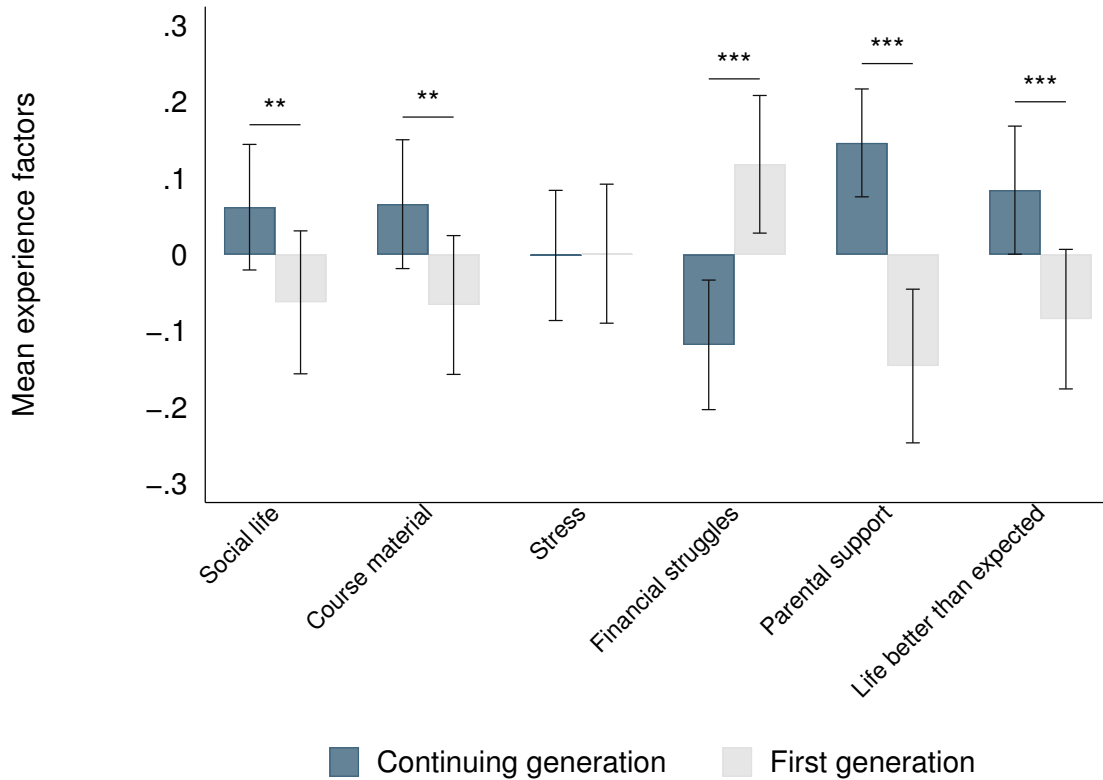 Mean experience factors
.3
.2
.1
0
−.1
−.2
−.3
**
**
***
***
***
Social life
Course material
Stress
Financial struggles
Parental support
Life better than expected
Continuing generation
First generation